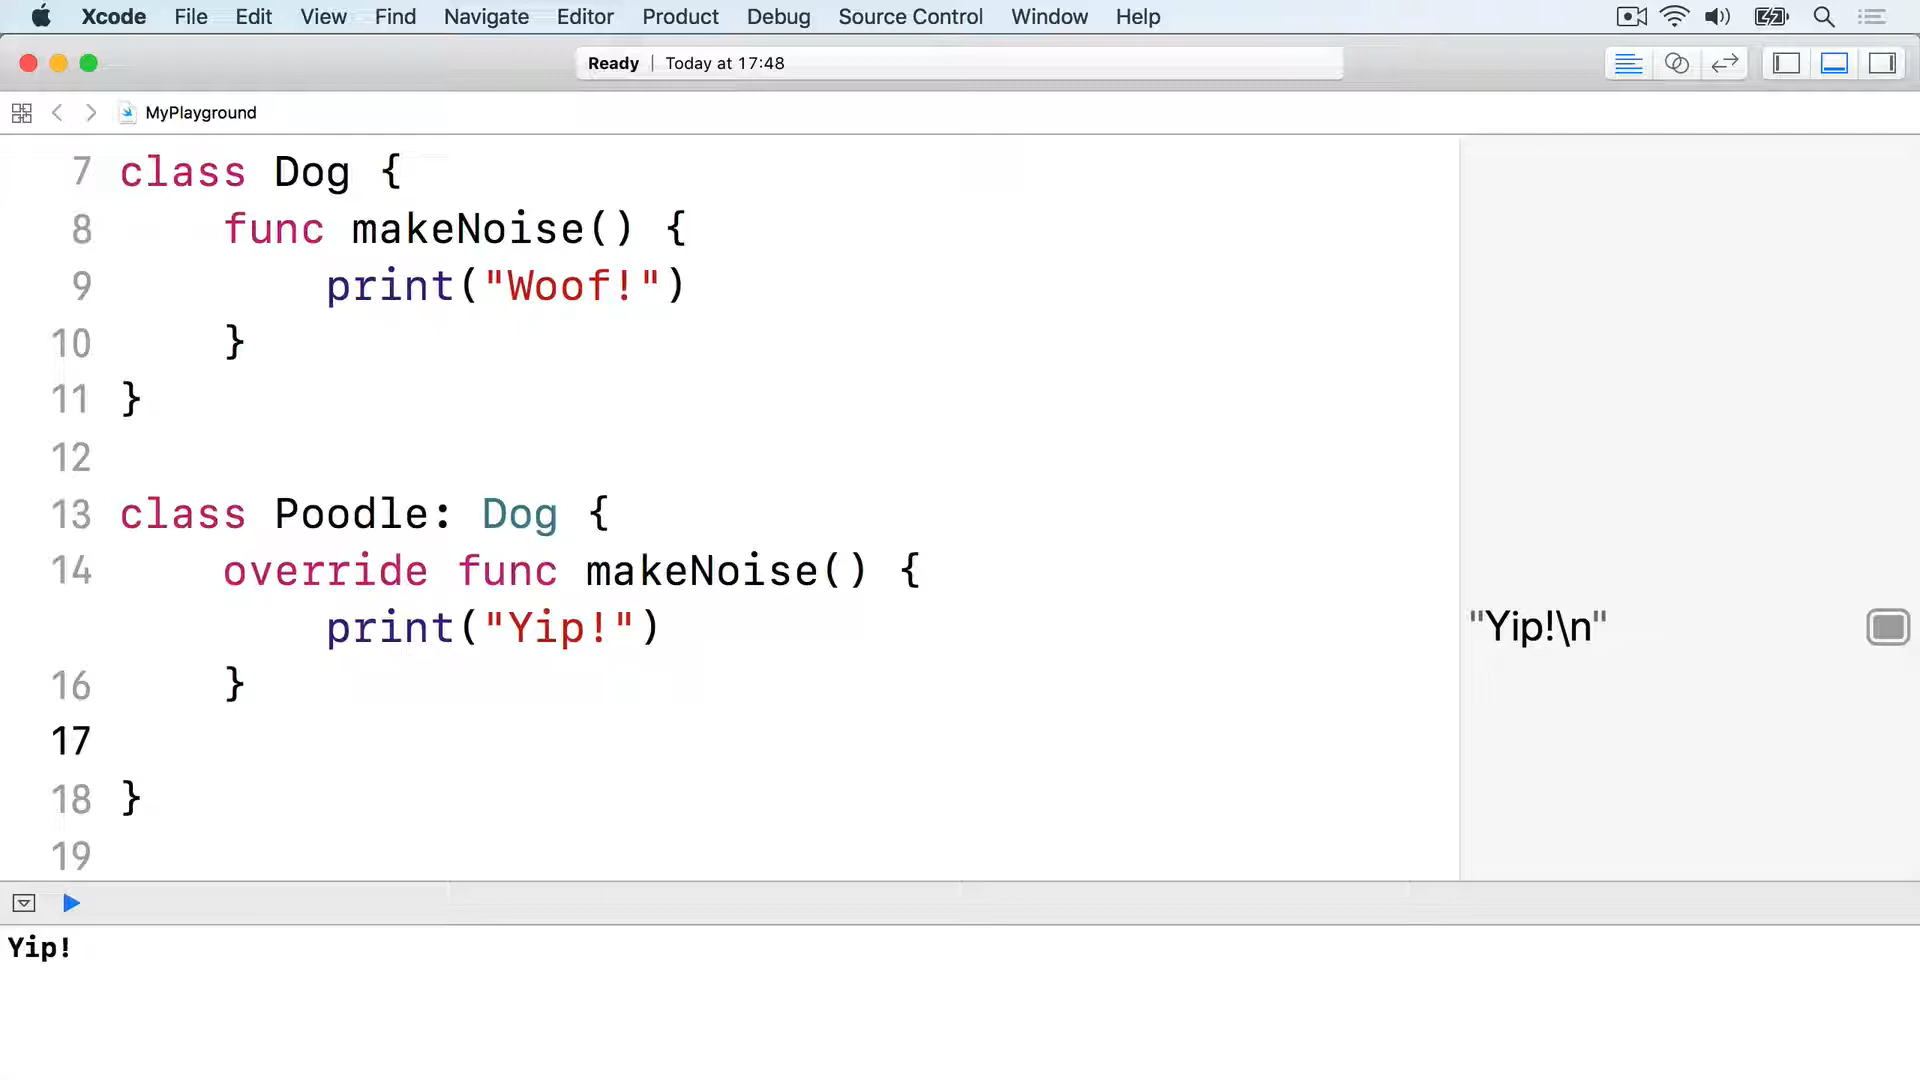 Xcode File Edit View Find Navigate Editor Product Debug Source Control Window Help
Ready | Today at 17:48
MyPlayground
7 class Dog {
8 func makeNoise() {
9 print("Woof!")
10 }
11 }
12
13 class Poodle: Dog {
14 override func makeNoise() {
print("Yip!") "Yip!\n"
16 }
17
18 }
19
Yip!